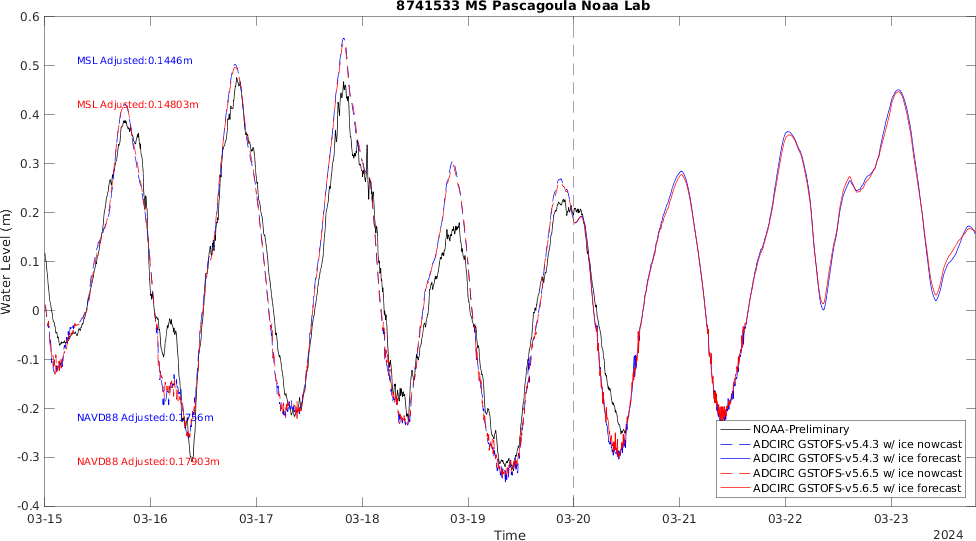 8741533 MS Pascagoula Noaa Lab
0.6
0.5
0.4
0.3
0.2
0.1
0
-0.1
-0.2
-0.3
-0.4
Water Level (m)
MSL Adjusted:0.1446m
MSL Adjusted:0.14803m
NAVD88 Adjusted:0.1756m
NAVD88 Adjusted:0.17903m
NOAA-Preliminary
ADCIRC GSTOFS-v5.4.3 w/ ice nowcast
ADCIRC GSTOFS-v5.4.3 w/ ice forecast
ADCIRC GSTOFS-v5.6.5 w/ ice nowcast
ADCIRC GSTOFS-v5.6.5 w/ ice forecast
03-15 03-16 03-17 03-18 03-19 03-20 03-21 03-22 03-23
Time
2024